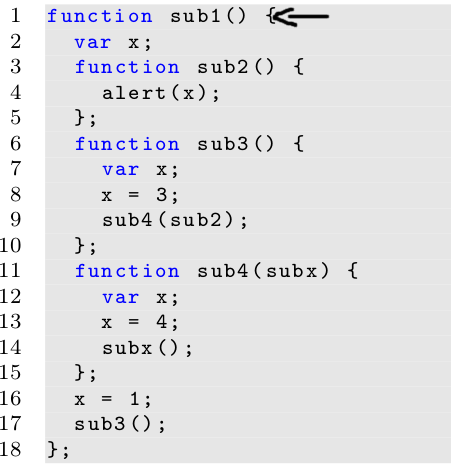 1 function sub1() {
2   var x;
3   function sub2() {
4     alert(x);
5   };
6   function sub3() {
7     var x;
8     x = 3;
9     sub4(sub2);
10   };
11   function sub4(subx) {
12     var x;
13     x = 4;
14     subx();
15   };
16   x = 1;
17   sub3();
18 };